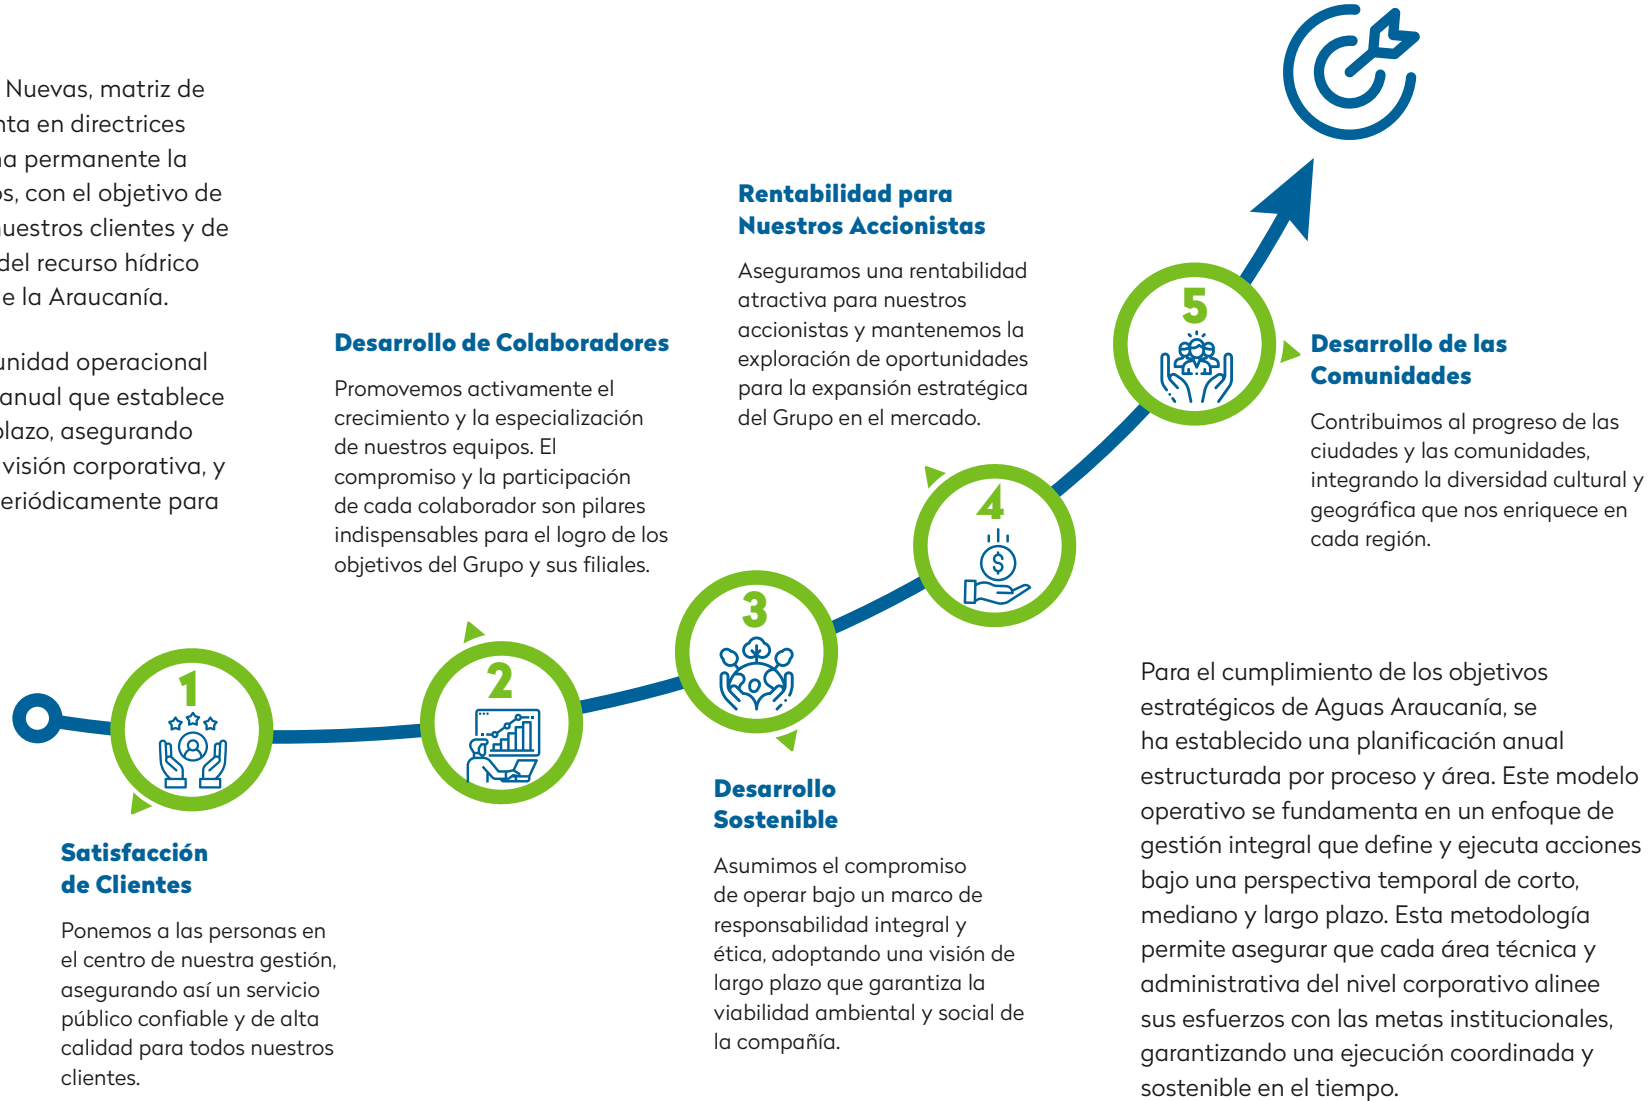 Nuevas, matriz de
nta en directrices
na permanente la
os, con el objetivo de
nuestros clientes y de
del recurso hídrico
e la Araucanía.
unidad operacional
anual que establece
plazo, asegurando
visión corporativa, y
periódicamente para
1
Satisfacción
de Clientes
Ponemos a las personas en
el centro de nuestra gestión,
asegurando así un servicio
público confiable y de alta
calidad para todos nuestros
clientes.
Desarrollo de Colaboradores
Promovemos activamente el
crecimiento y la especialización
de nuestros equipos. El
compromiso y la participación
de cada colaborador son pilares
indispensables para el logro de los
objetivos del Grupo y sus filiales.
2
3
Desarrollo
Sostenible
Asumimos el compromiso
de operar bajo un marco de
responsabilidad integral y
ética, adoptando una visión de
largo plazo que garantiza la
viabilidad ambiental y social de
la compañía.
Rentabilidad para
Nuestros Accionistas
Aseguramos una rentabilidad
atractiva para nuestros
accionistas y mantenemos la
exploración de oportunidades
para la expansión estratégica
del Grupo en el mercado.
4
$
5
Desarrollo de las
Comunidades
Contribuimos al progreso de las
ciudades y las comunidades,
integrando la diversidad cultural y
geográfica que nos enriquece en
cada región.
Para el cumplimiento de los objetivos
estratégicos de Aguas Araucanía, se
ha establecido una planificación anual
estructurada por proceso y área. Este modelo
operativo se fundamenta en un enfoque de
gestión integral que define y ejecuta acciones
bajo una perspectiva temporal de corto,
mediano y largo plazo. Esta metodología
permite asegurar que cada área técnica y
administrativa del nivel corporativo alinee
sus esfuerzos con las metas institucionales,
garantizando una ejecución coordinada y
sostenible en el tiempo.